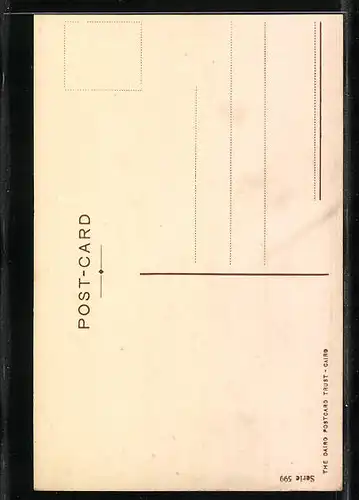 POST-CARD
THE CAIRO POSTCARD TRUST - CAIRO
Serie 599